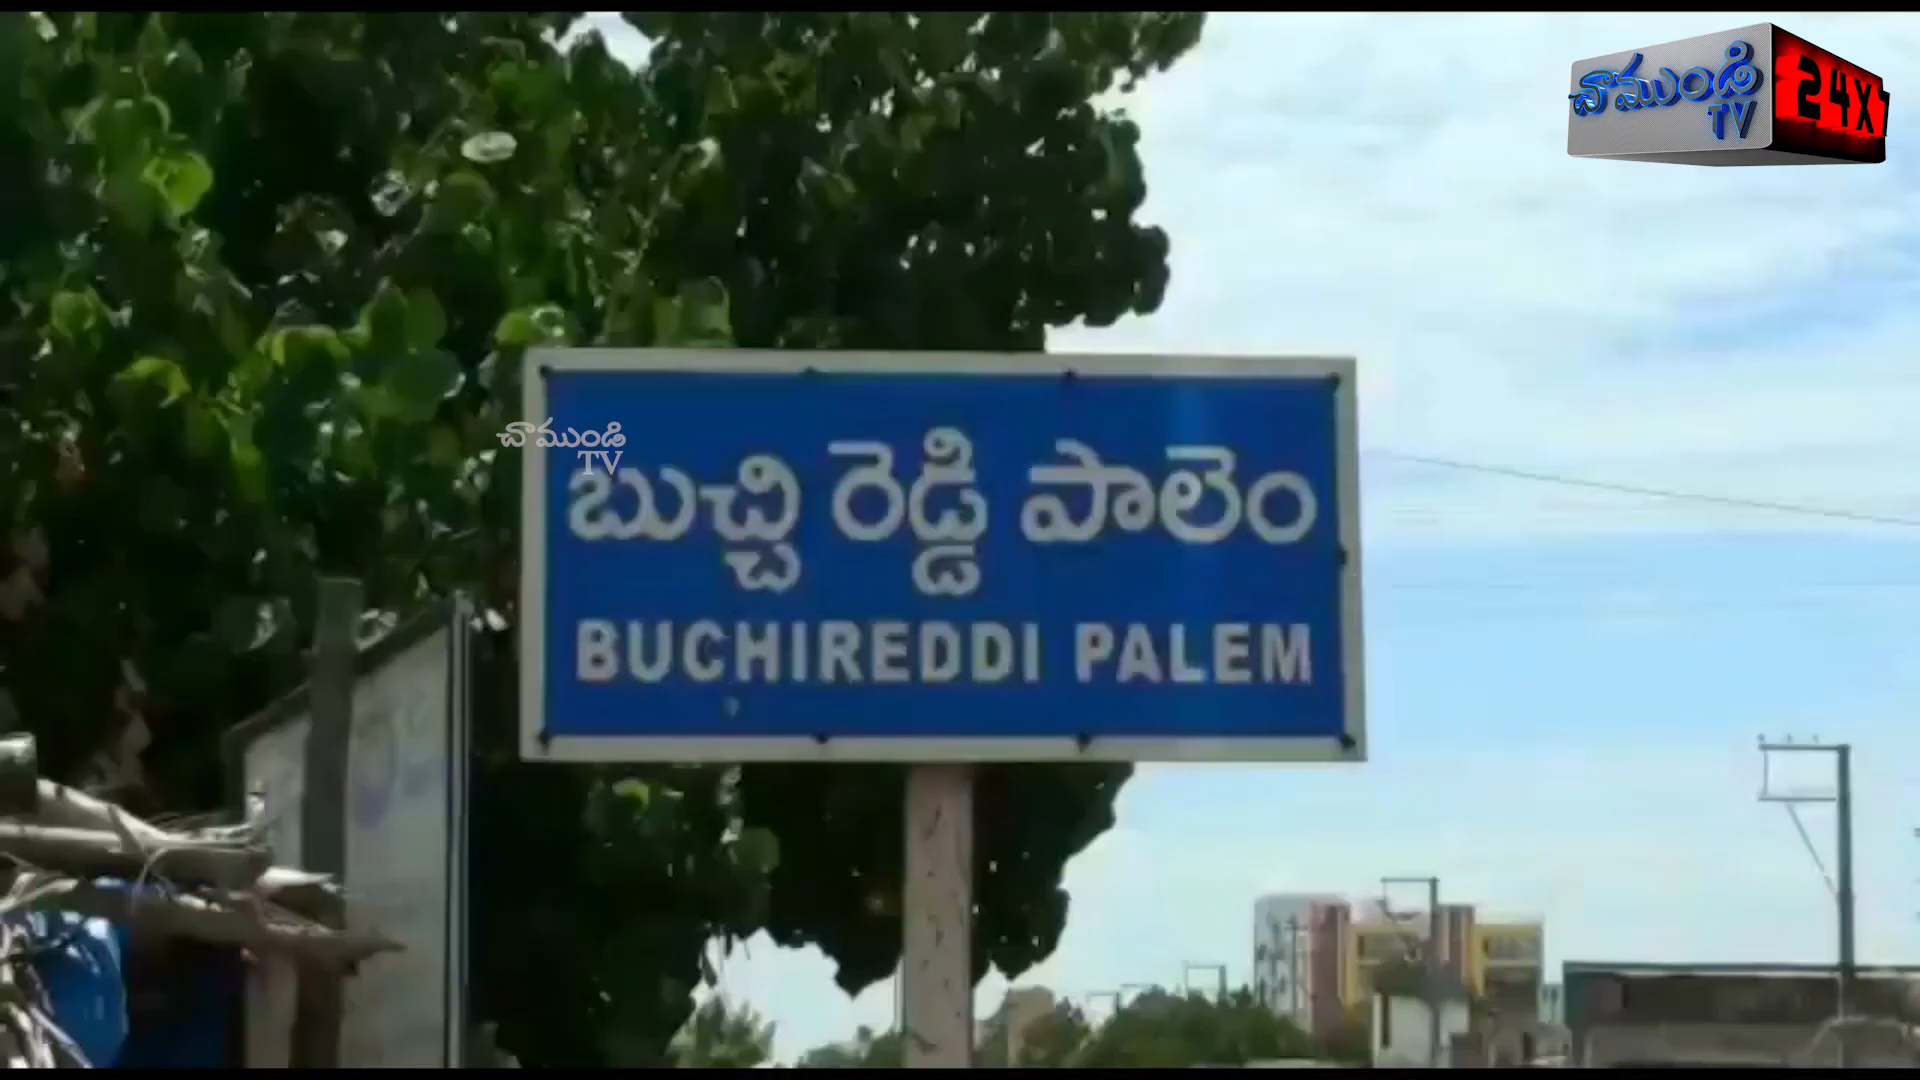 చాముండి
TV
24X
చాముండి
TV
బుచ్చి రెడ్డి పాలెం
BUCHIREDDI PALEM